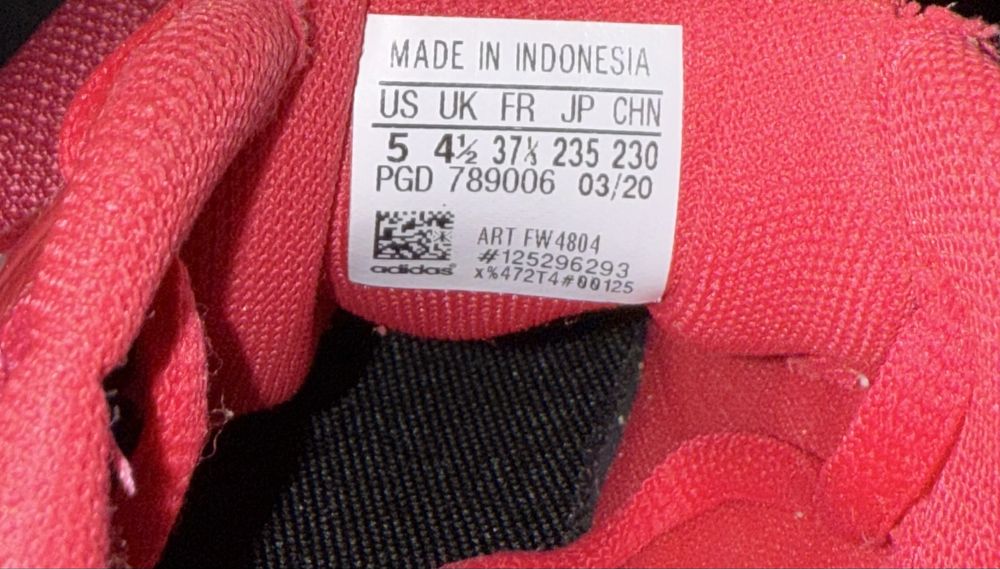 MADE IN INDONESIA
US UK FR JP CHN
5 4½ 37⅓ 235 230
PGD 789006 03/20
ART FW4804
#125296293
adidas x%472T4#00125